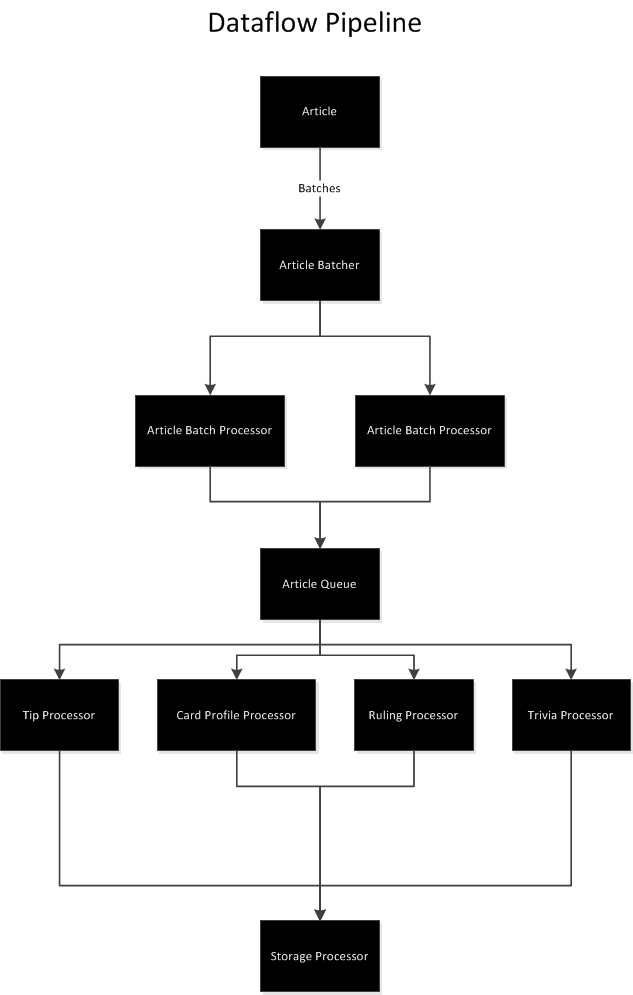 Dataflow Pipeline
Article
Batches
Article Batcher
Article Batch Processor
Article Batch Processor
Article Queue
Tip Processor
Card Profile Processor
Ruling Processor
Trivia Processor
Storage Processor